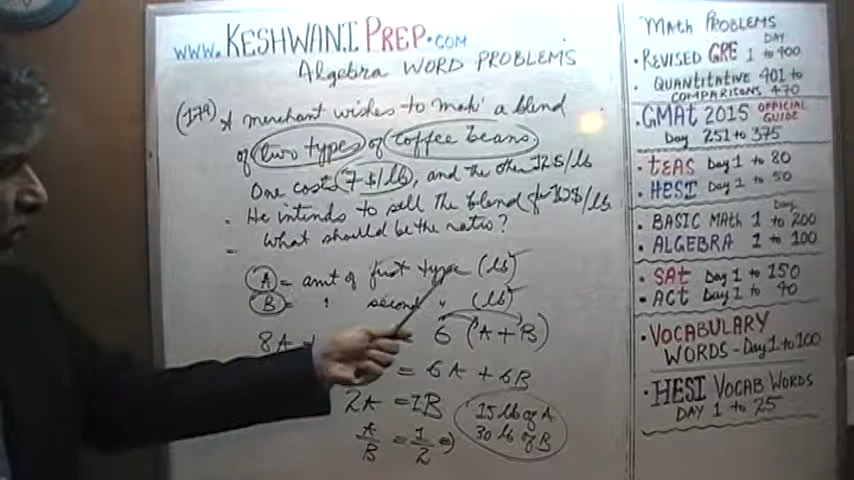 WWW.KESHWANIPREP.COM
Algebra WORD PROBLEMS
(179) A merchant wishes to make a blend
of two types of coffee beans
One costs 7$/lb, and the other 12$/lb
He intends to sell the blend for 10$/lb
What should be the ratio?
A = amt of first type (lb)
B = " second " (lb)
8A + 6 (A+B)
= 6A + 6B
2A = 1B
A/B = 1/2 ⇒
15 lb of A
30 lb of B
Math PROBLEMS
DAY
• REVISED GRE 1 to 400
• QUANTITATIVE 401 to
COMPARISONS 470
• GMAt 2015 OFFICIAL GUIDE
Day 251 to 375
• tEAS Day 1 to 80
• HESI Day 1 to 50
Day
• BASIC MAth 1 to 200
• ALGEBRA 1 to 100
• SAt Day 1 to 150
• ACt Day 1 to 90
• VOCABULARY
WORDS - Day 1 to 100
• HESI VOCAB WORDS
DAY 1 to 25